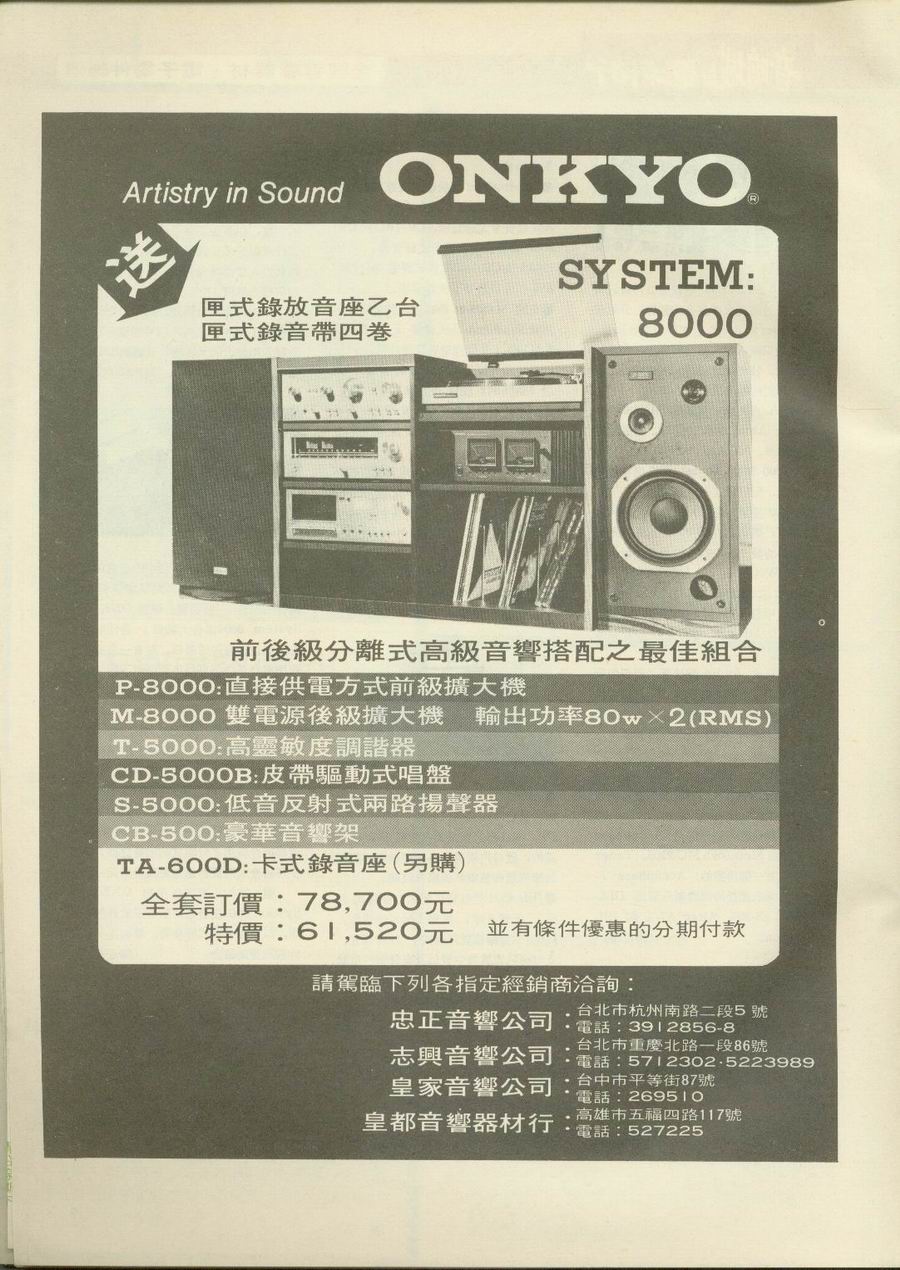 Artistry in Sound ONKYO®
送
匣式錄放音座乙台
匣式錄音帶四巻
SYSTEM:
8000
前後級分離式高級音響搭配之最佳組合
P-8000:直接供電方式前級擴大機
M-8000 雙電源後級擴大機 輸出功率80w×2(RMS)
T-5000:高靈敏度調諧器
CD-5000B:皮帶驅動式唱盤
S-5000:低音反射式兩路揚聲器
CB-500:豪華音響架
TA-600D:卡式錄音座(另購)
全套訂價:78,700元
特價:61,520元 並有條件優惠的分期付款
請駕臨下列各指定經銷商洽詢:
忠正音響公司:台北市杭州南路二段5號
電話:3912856-8
志興音響公司:台北市重慶北路一段86號
電話:5712302·5223989
皇家音響公司:台中市平等街87號
電話:269510
皇都音響器材行:高雄市五福四路117號
電話:527225